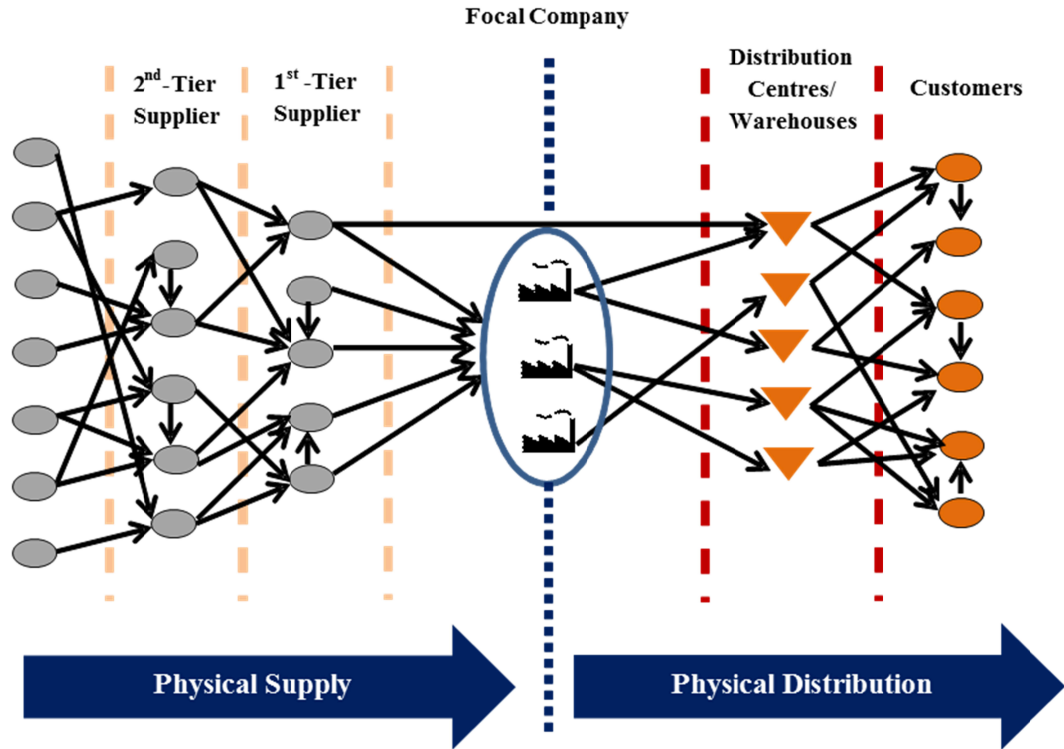 Focal Company
2nd-Tier
Supplier
1st-Tier
Supplier
Distribution
Centres/
Warehouses
Customers
Physical Supply
Physical Distribution